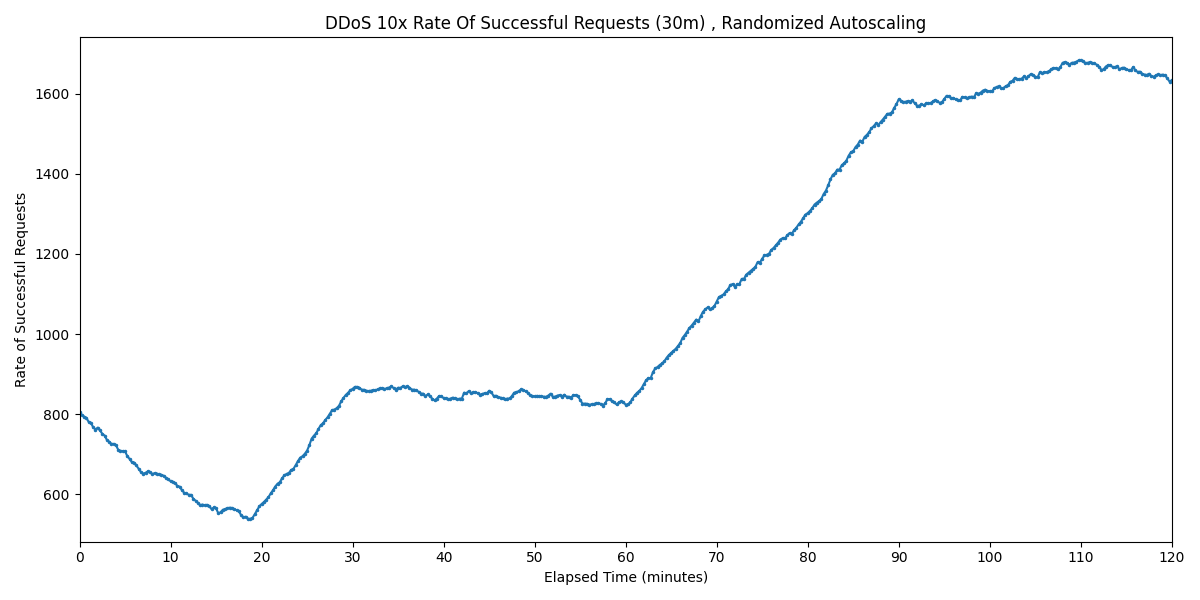 DDoS 10x Rate Of Successful Requests (30m) , Randomized Autoscaling
Rate of Successful Requests
1600
1400
1200
1000
800
600
0 10 20 30 40 50 60 70 80 90 100 110 120
Elapsed Time (minutes)